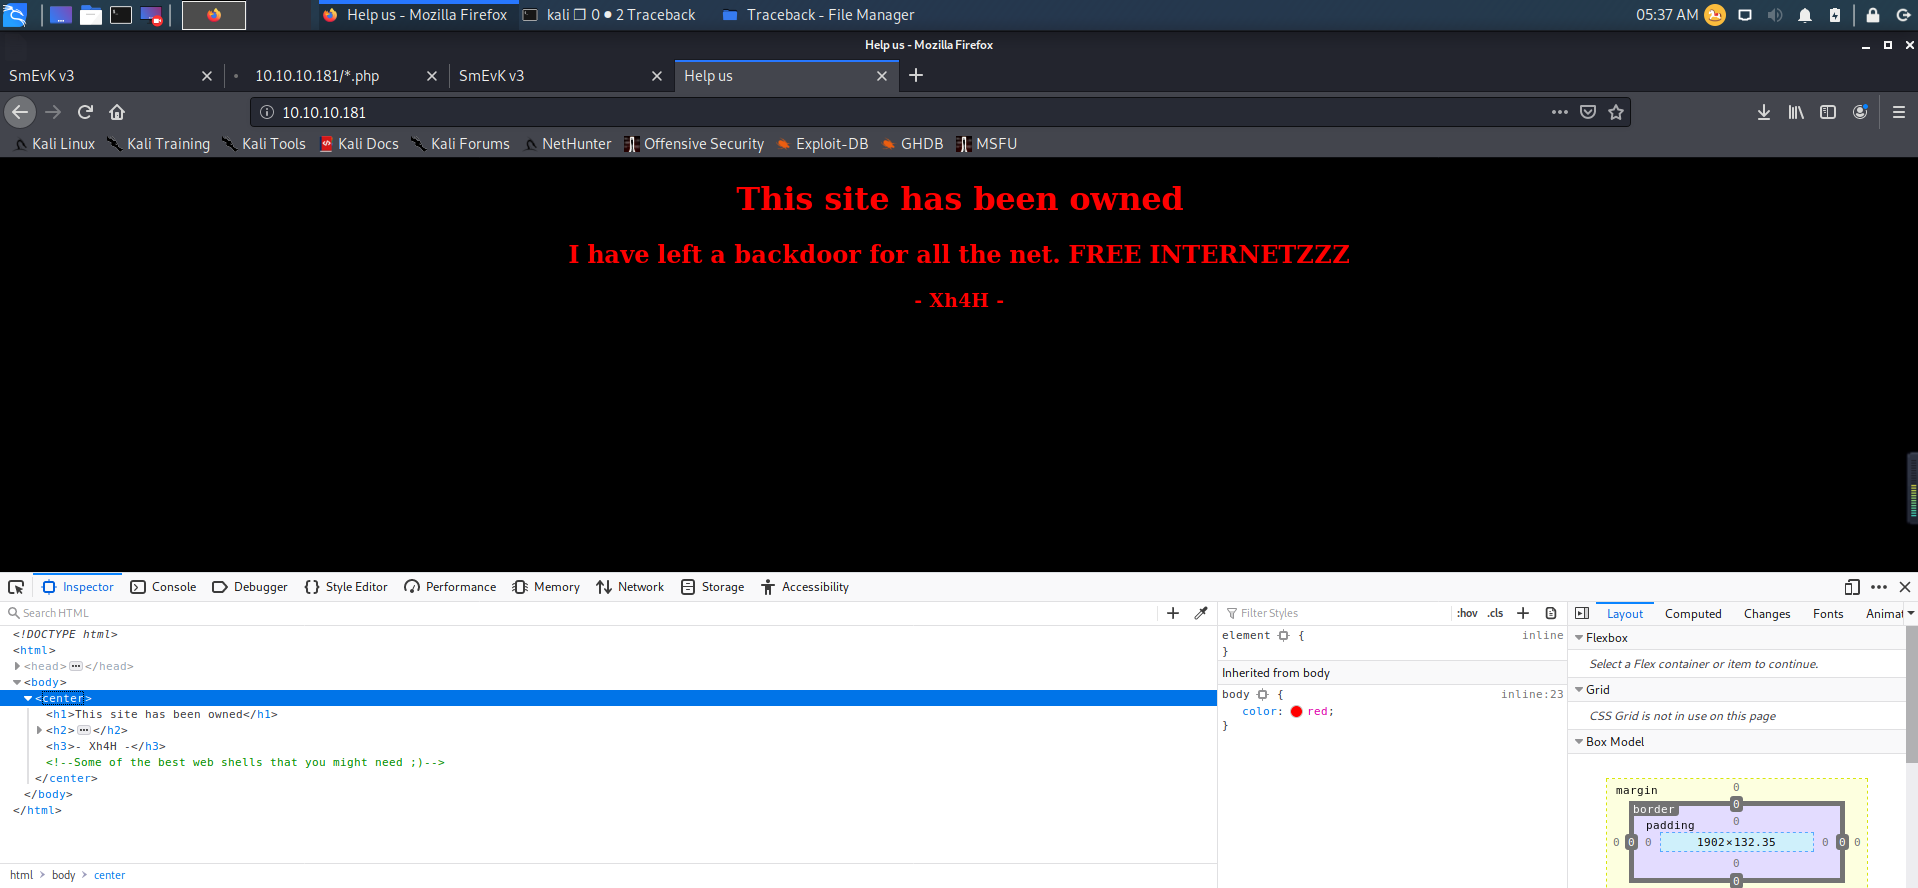 Help us - Mozilla Firefox
kali 0 2 Traceback
Traceback - File Manager
05:37 AM
Help us - Mozilla Firefox
SmEvK v3
10.10.10.181/*.php
SmEvK v3
Help us
10.10.10.181
Kali Linux Kali Training Kali Tools Kali Docs Kali Forums NetHunter Offensive Security Exploit-DB GHDB MSFU
This site has been owned
I have left a backdoor for all the net. FREE INTERNETZZZ
- Xh4H -
Inspector Console Debugger Style Editor Performance Memory Network Storage Accessibility
Search HTML
<!DOCTYPE html>
<html>
<head>···</head>
<body>
<center>
<h1>This site has been owned</h1>
<h2>···</h2>
<h3>- Xh4H -</h3>
<!--Some of the best web shells that you might need ;)-->
</center>
</body>
</html>
html > body > center
Filter Styles :hov .cls +
element { inline
}
Inherited from body
body { inline:23
color: red;
}
Layout Computed Changes Fonts Animat
Flexbox
Select a Flex container or item to continue.
Grid
CSS Grid is not in use on this page
Box Model
margin 0
border 0
padding 0
0 0 0 1902×132.35 0 0 0
0
0